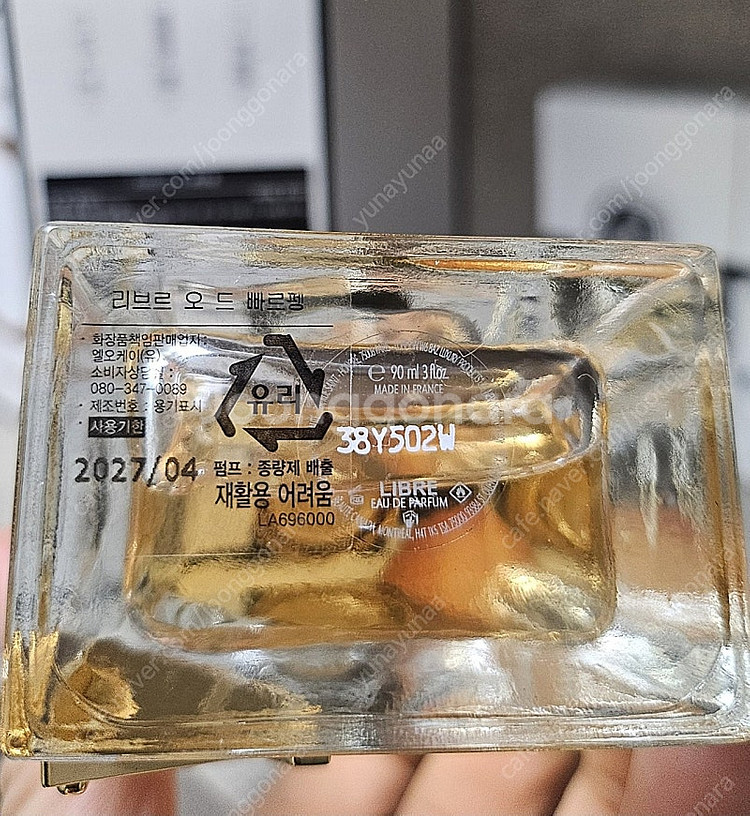 리브르 오 드 빠르펭
· 화장품책임판매업자 :
엘오케이(유)
소비자상담실 :
080-347-0089
· 제조번호 : 용기표시
· 사용기한
2027/04
유리
펌프 : 종량제 배출
재활용 어려움
LA696000
e 90 ml 3 fl.oz
MADE IN FRANCE
38Y502W
LIBRE
EAU DE PARFUM
joonggonara
yunayunaa